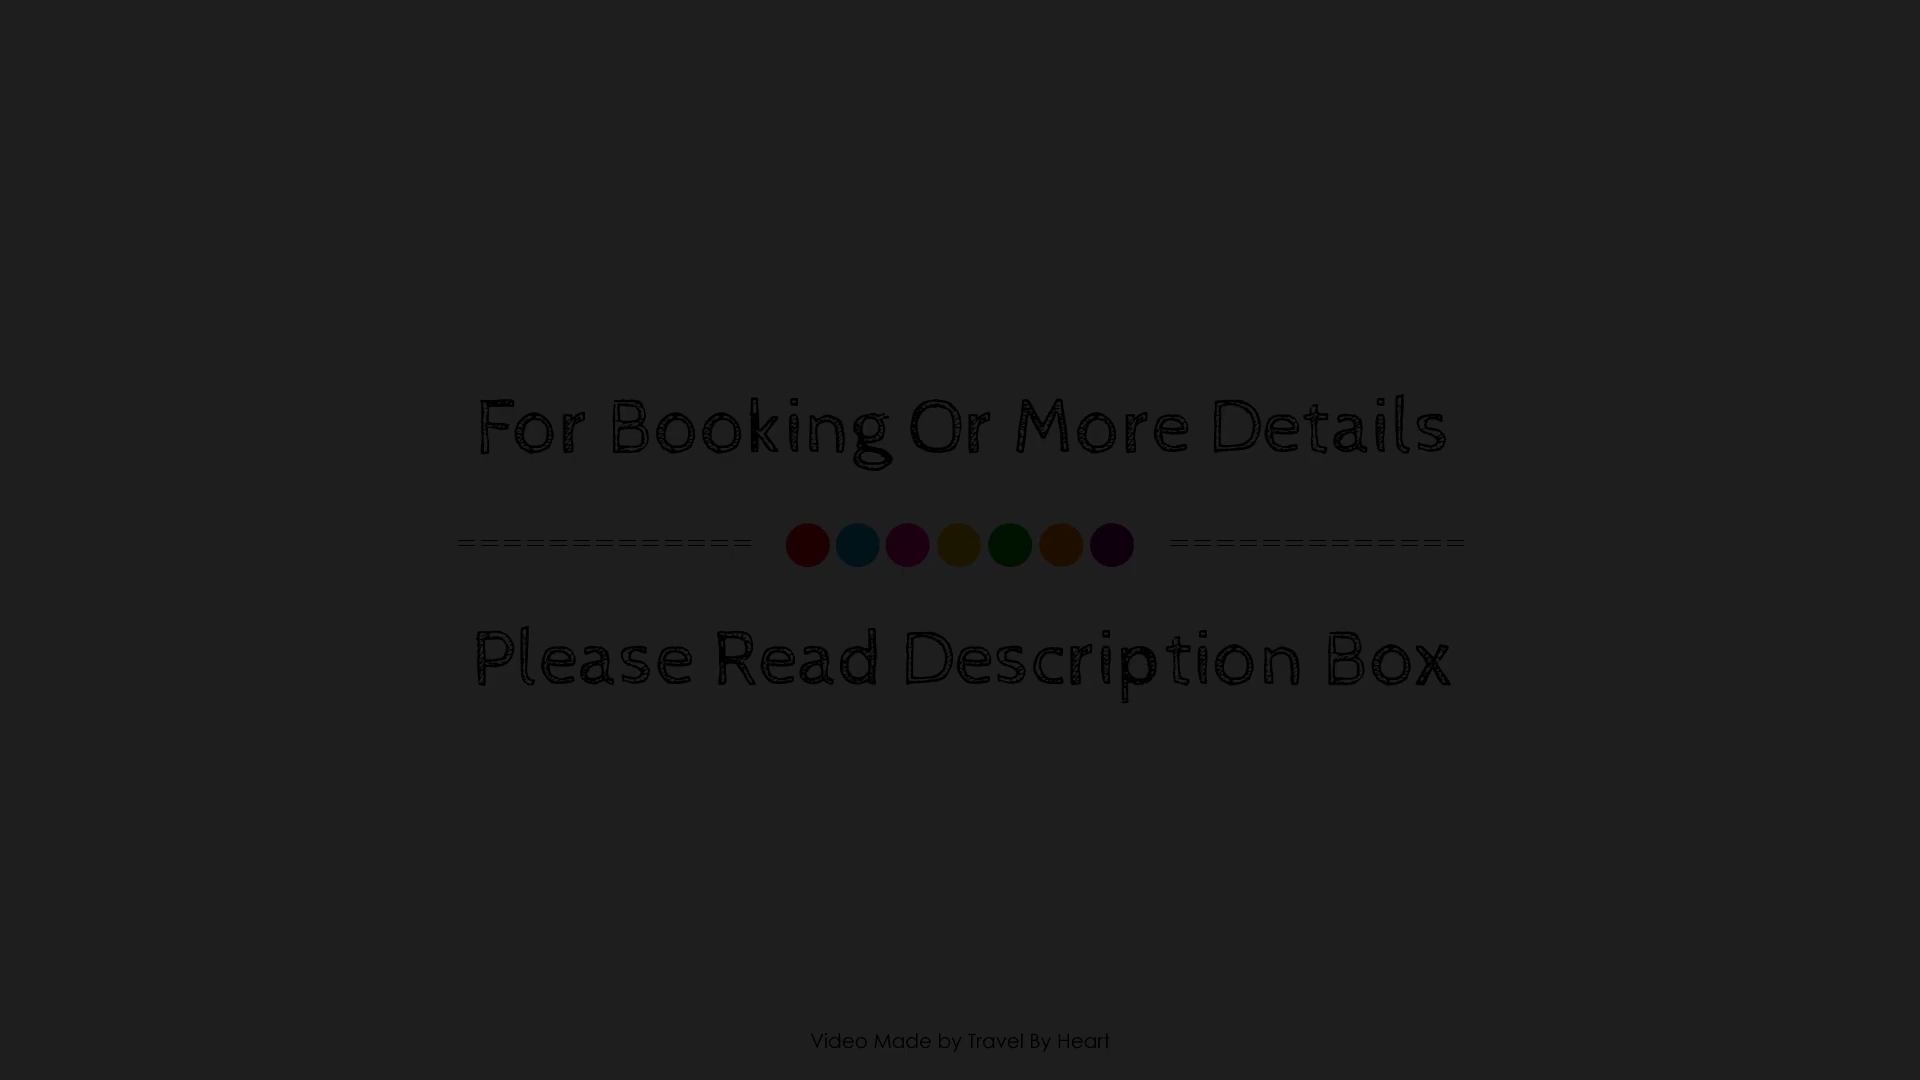 For Booking Or More Details
============= =============
Please Read Description Box
Video Made by Travel By Heart